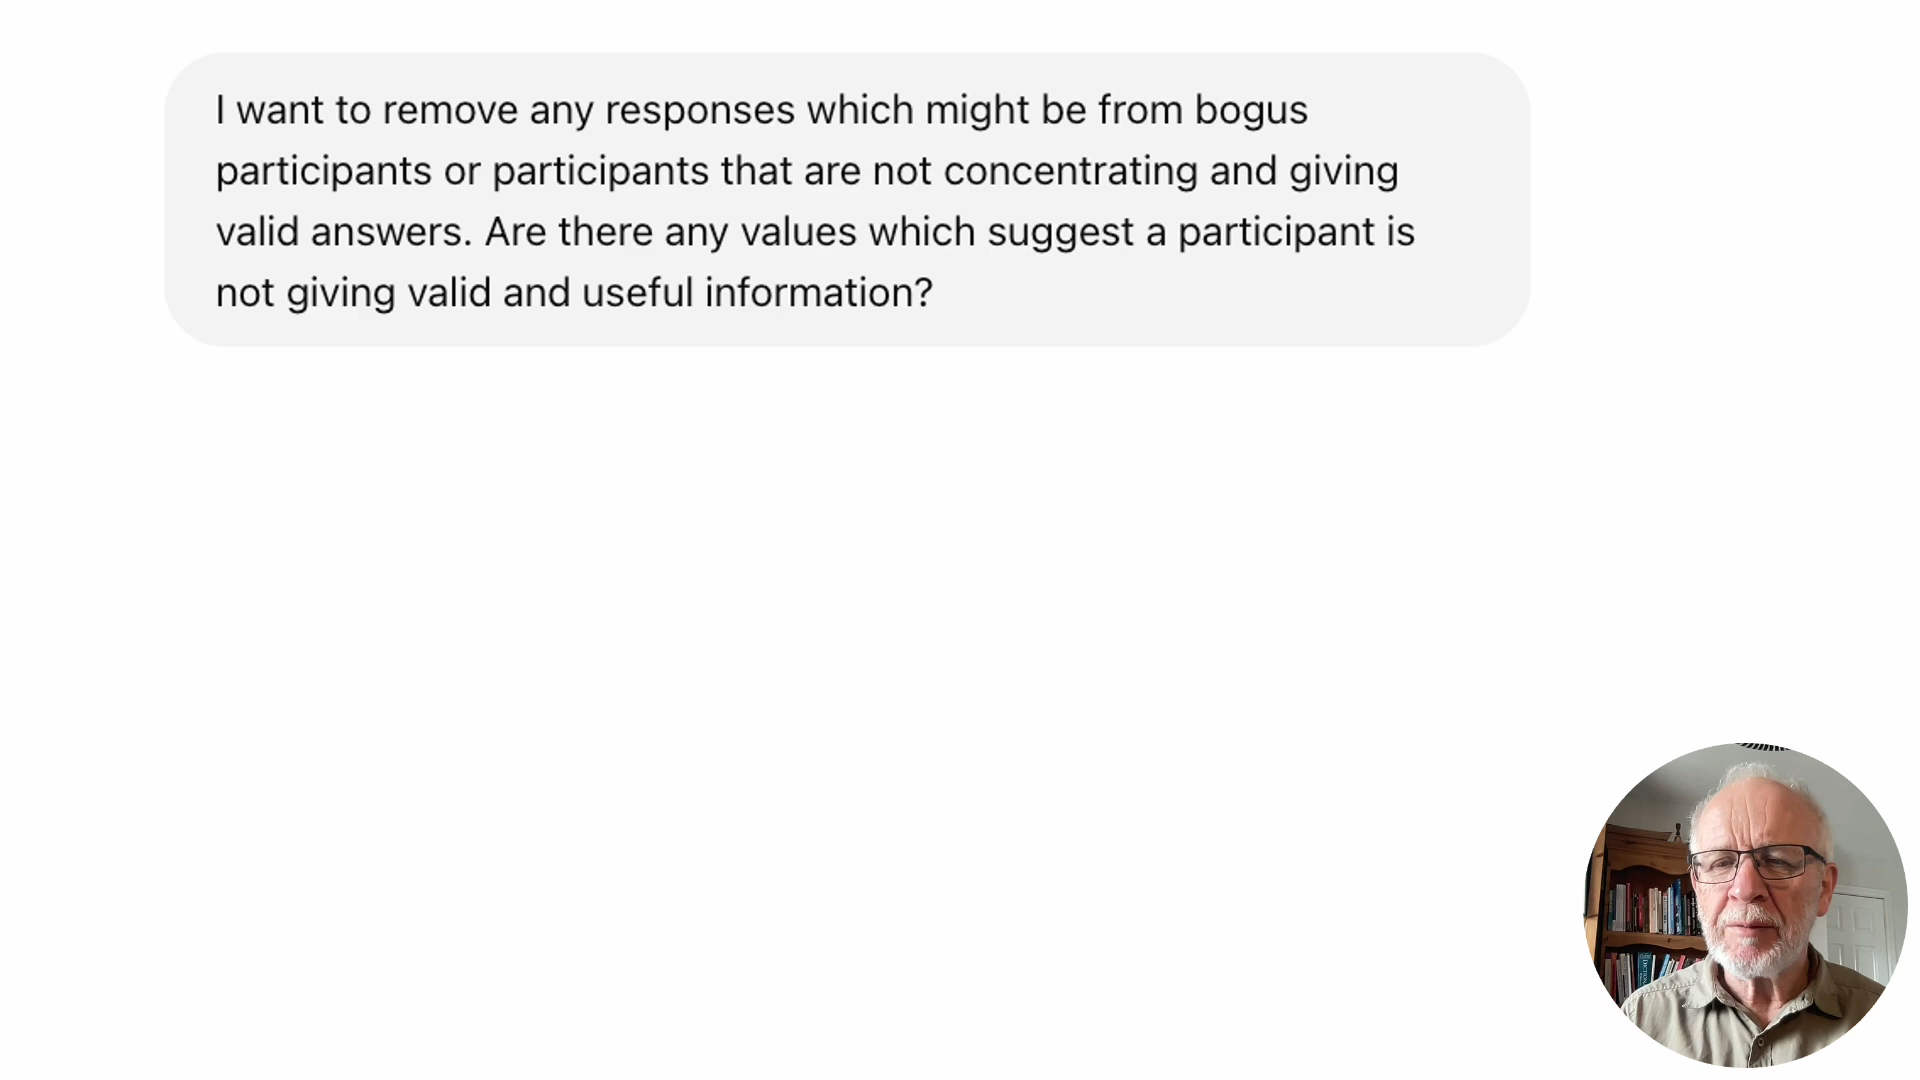 I want to remove any responses which might be from bogus
participants or participants that are not concentrating and giving
valid answers. Are there any values which suggest a participant is
not giving valid and useful information?